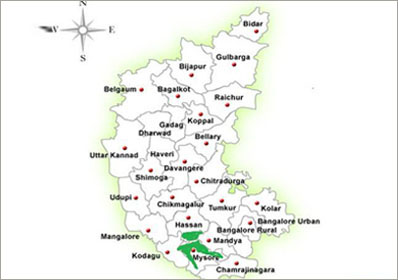 N
W
E
S
Bidar
Gulbarga
Bijapur
Belgaum
Bagalkot
Raichur
Koppal
Gadag
Dharwad
Bellary
Haveri
Uttar Kannad
Davangere
Shimoga
Chitradurga
Udupi
Chikmagalur
Tumkur
Kolar
Bangalore Urban
Hassan
Bangalore Rural
Mangalore
Mandya
Kodagu
Mysore
Chamrajinagara